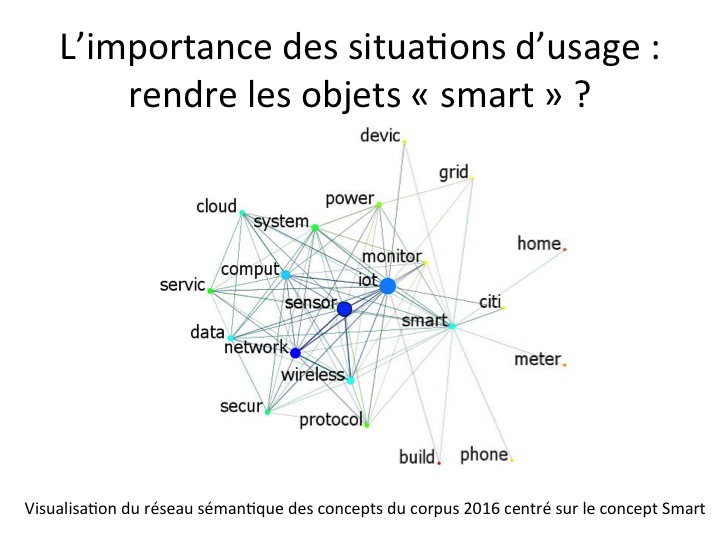 L’importance des situations d’usage :
rendre les objets « smart » ?
devic
grid
power
cloud
system
home
monitor
comput
iot
servic
citi
sensor
smart
data
network
meter
wireless
secur
protocol
build
phone
Visualisation du réseau sémantique des concepts du corpus 2016 centré sur le concept Smart